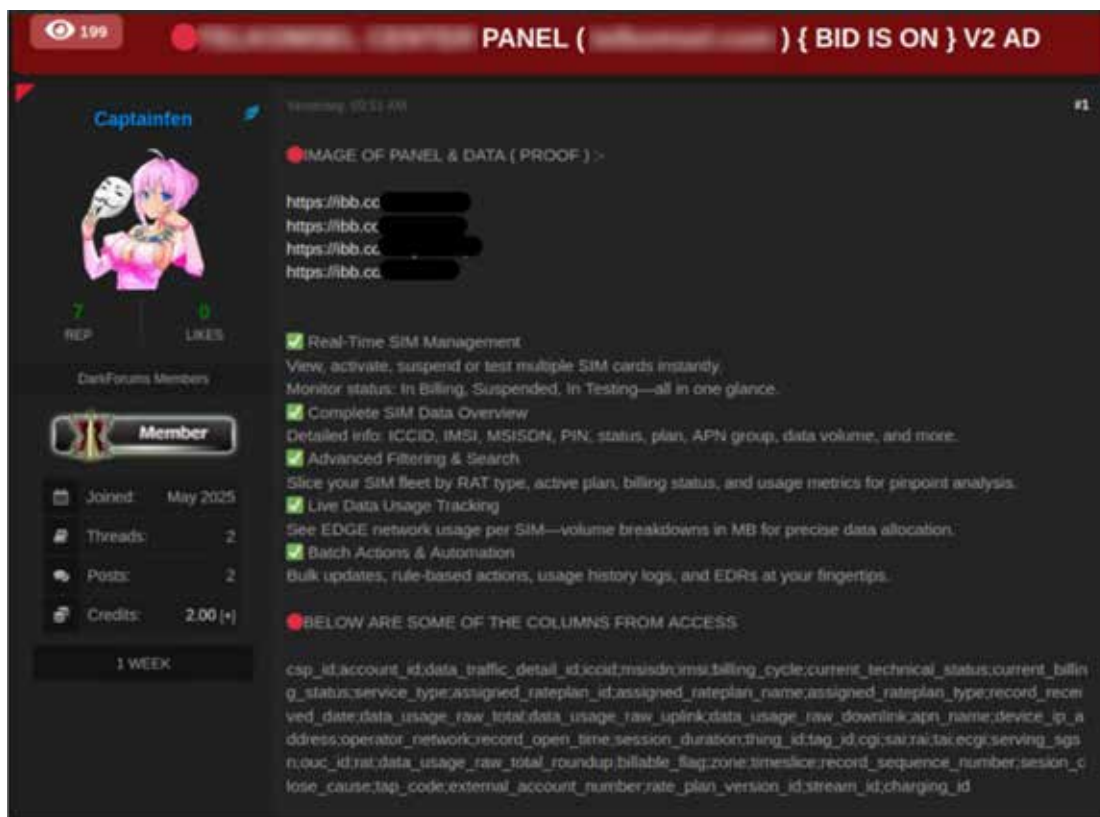 199
PANEL ( ) { BID IS ON } V2 AD
Captainfen
#1
IMAGE OF PANEL & DATA ( PROOF ) :-
https://ibb.cc
https://ibb.cc
https://ibb.cc
https://ibb.cc
7
0
REP
LIKES
DarkForums Members
Member
Joined: May 2025
Threads: 2
Posts: 2
Credits: 2.00 [+]
1 WEEK
Real-Time SIM Management
View, activate, suspend or test multiple SIM cards instantly.
Monitor status: In Billing, Suspended, In Testing—all in one glance.
Complete SIM Data Overview
Detailed info: ICCID, IMSI, MSISDN, PIN, status, plan, APN group, data volume, and more.
Advanced Filtering & Search
Slice your SIM fleet by RAT type, active plan, billing status, and usage metrics for pinpoint analysis.
Live Data Usage Tracking
See EDGE network usage per SIM—volume breakdowns in MB for precise data allocation.
Batch Actions & Automation
Bulk updates, rule-based actions, usage history logs, and EDRs at your fingertips.
BELOW ARE SOME OF THE COLUMNS FROM ACCESS
csp_id;account_id;data_traffic_detail_id;iccid;msisdn;imsi;billing_cycle;current_technical_status;current_billin
g_status;service_type;assigned_rateplan_id;assigned_rateplan_name;assigned_rateplan_type;record_recei
ved_date;data_usage_raw_total;data_usage_raw_uplink;data_usage_raw_downlink;apn_name;device_ip_a
ddress;operator_network;record_open_time;session_duration;thing_id;tag_id;cgi;sai;rai;tai;ecgi;serving_sgs
n;ouc_id;rat;data_usage_raw_total_roundup;billable_flag;zone;timeslice;record_sequence_number;sesion_c
lose_cause;tap_code;external_account_number;rate_plan_version_id;stream_id;charging_id